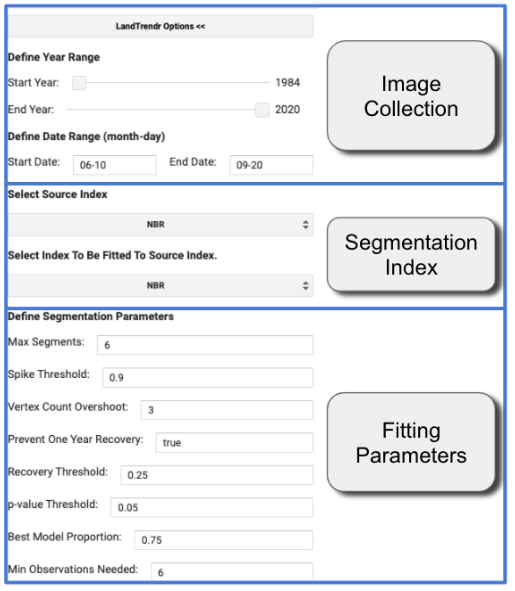 LandTrendr Options <<
Define Year Range
Start Year: 1984
End Year: 2020
Define Date Range (month-day)
Start Date: 06-10 End Date: 09-20
Image
Collection
Select Source Index
NBR
Select Index To Be Fitted To Source Index.
NBR
Segmentation
Index
Define Segmentation Parameters
Max Segments: 6
Spike Threshold: 0.9
Vertex Count Overshoot: 3
Prevent One Year Recovery: true
Recovery Threshold: 0.25
p-value Threshold: 0.05
Best Model Proportion: 0.75
Min Observations Needed: 6
Fitting
Parameters